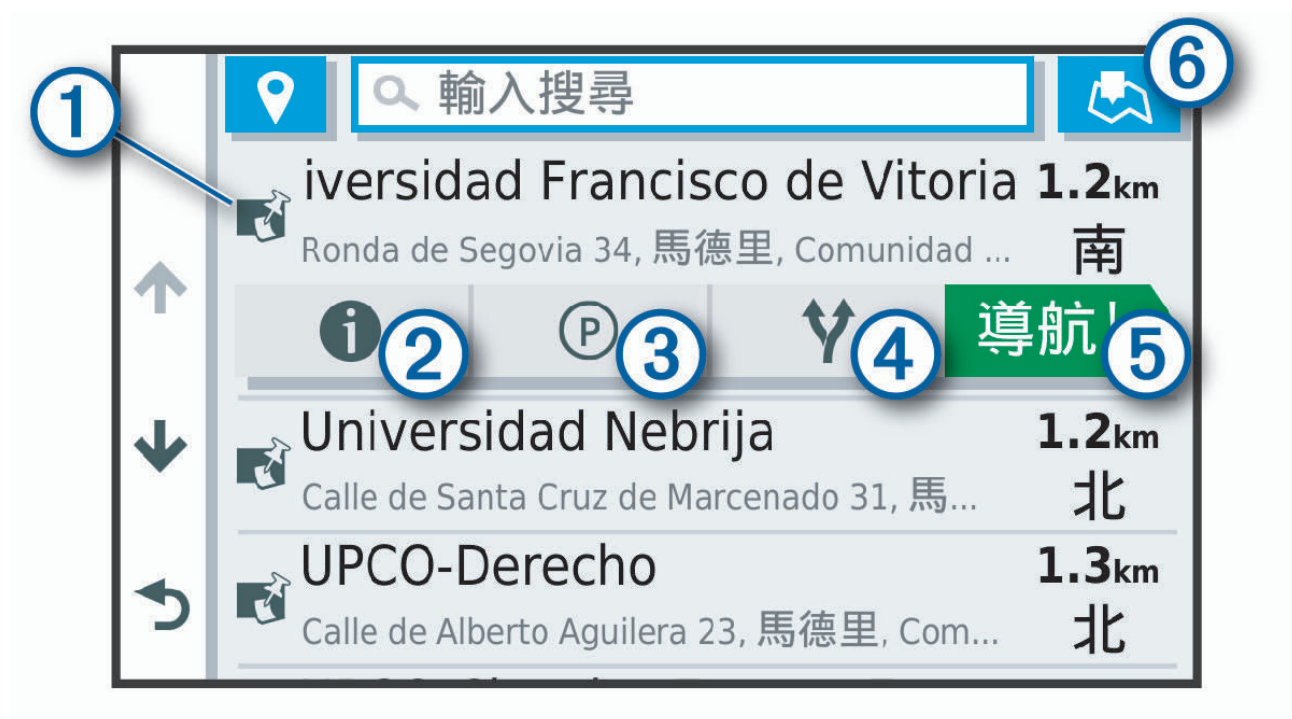 輸入搜尋
6
1
iversidad Francisco de Vitoria 1.2km
Ronda de Segovia 34, 馬德里, Comunidad ... 南
i 2 P 3 4 導航! 5
Universidad Nebrija 1.2km
Calle de Santa Cruz de Marcenado 31, 馬... 北
UPCO-Derecho 1.3km
Calle de Alberto Aguilera 23, 馬德里, Com... 北